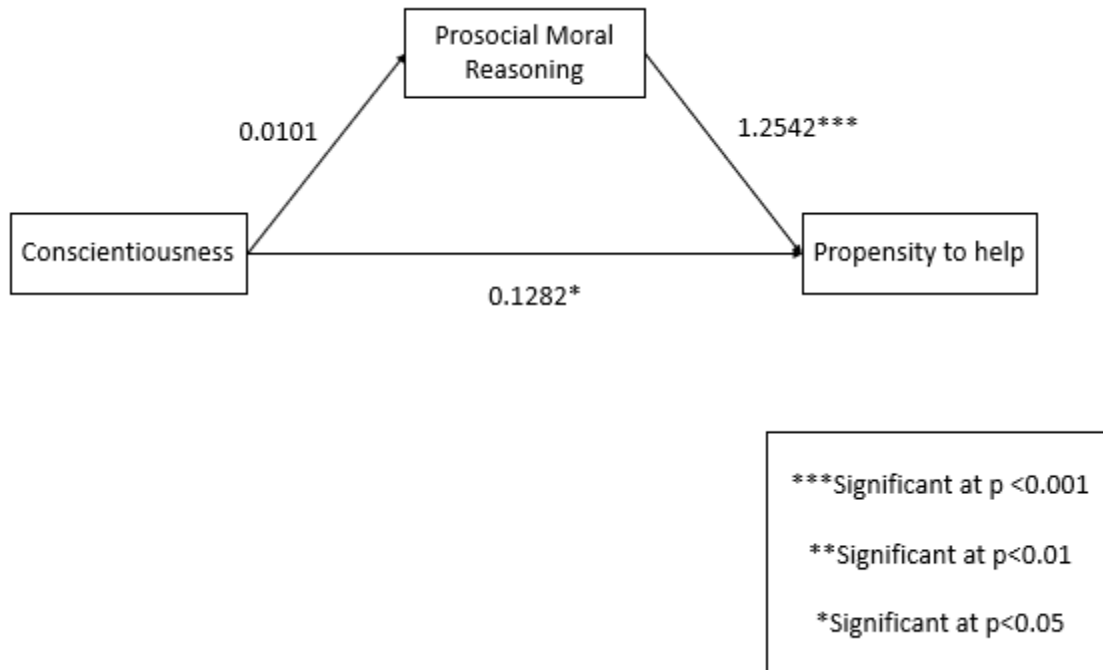 Prosocial Moral
Reasoning
0.0101
1.2542***
Conscientiousness
Propensity to help
0.1282*
***Significant at p <0.001
**Significant at p<0.01
*Significant at p<0.05